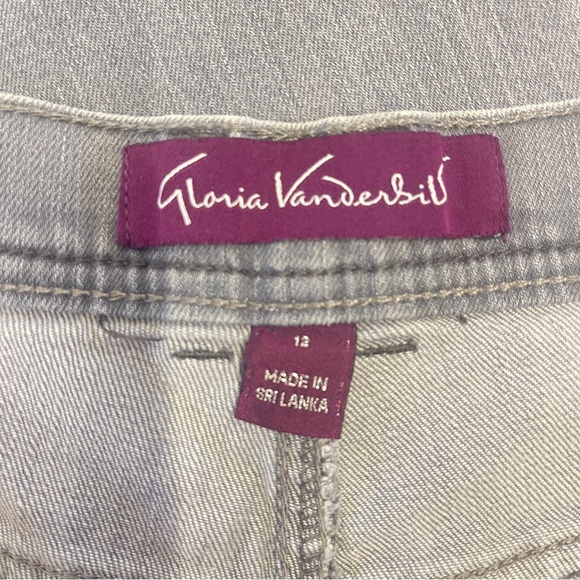 Gloria Vanderbilt
12
MADE IN
SRI LANKA